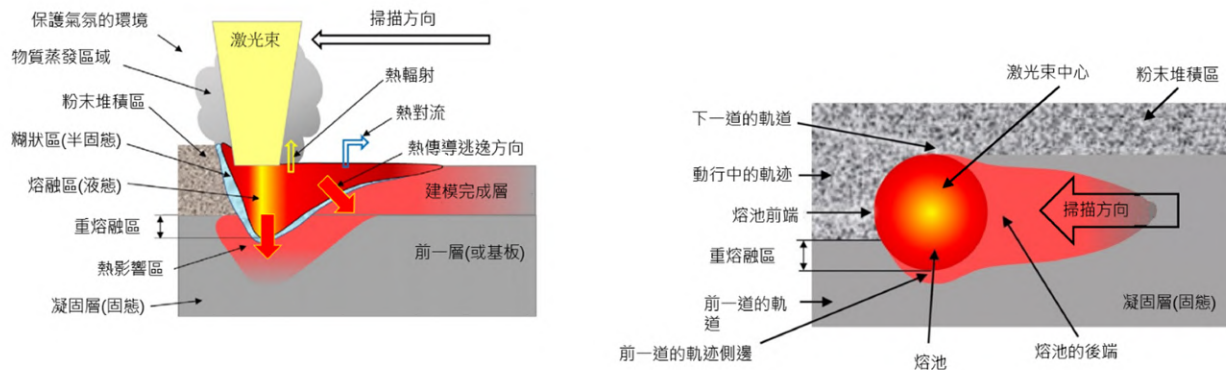 保護氣氛的環境
激光束
掃描方向
物質蒸發區域
熱輻射
粉末堆積區
熱對流
糊狀區(半固態)
熱傳導逃逸方向
熔融區(液態)
建模完成層
重熔融區
前一層(或基板)
熱影響區
凝固層(固態)
激光束中心
粉末堆積區
下一道的軌道
動行中的軌迹
熔池前端
掃描方向
重熔融區
前一道的軌
道
凝固層(固態)
前一道的軌迹側邊
熔池
熔池的後端